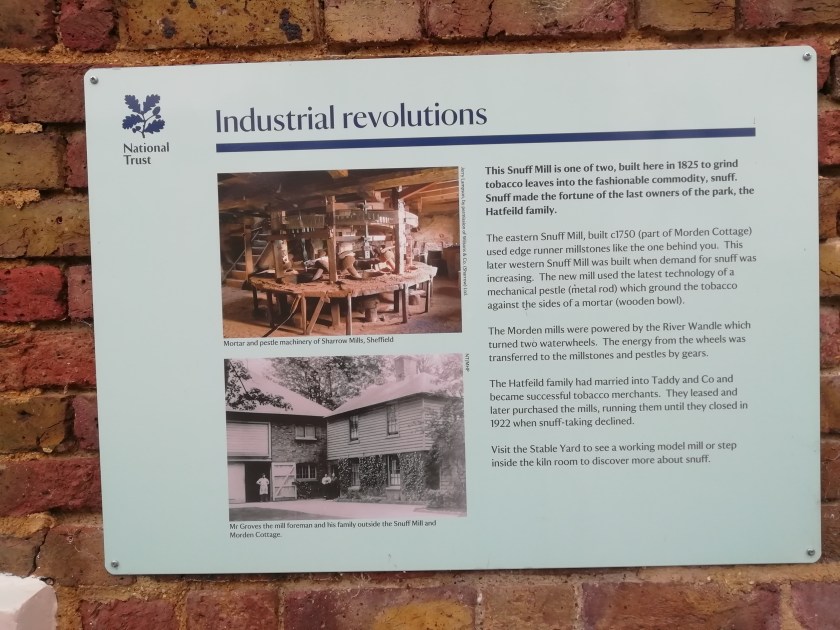 National
Trust
Industrial revolutions
Mortar and pestle machinery of Sharrow Mills, Sheffield
Mr Groves the mill foreman and his family outside the Snuff Mill and
Morden Cottage.
This Snuff Mill is one of two, built here in 1825 to grind
tobacco leaves into the fashionable commodity, snuff.
Snuff made the fortune of the last owners of the park, the
Hatfeild family.
The eastern Snuff Mill, built c1750 (part of Morden Cottage)
used edge runner millstones like the one behind you. This
later western Snuff Mill was built when demand for snuff was
increasing. The new mill used the latest technology of a
mechanical pestle (metal rod) which ground the tobacco
against the sides of a mortar (wooden bowl).
The Morden mills were powered by the River Wandle which
turned two waterwheels. The energy from the wheels was
transferred to the millstones and pestles by gears.
The Hatfeild family had married into Taddy and Co and
became successful tobacco merchants. They leased and
later purchased the mills, running them until they closed in
1922 when snuff-taking declined.
Visit the Stable Yard to see a working model mill or step
inside the kiln room to discover more about snuff.